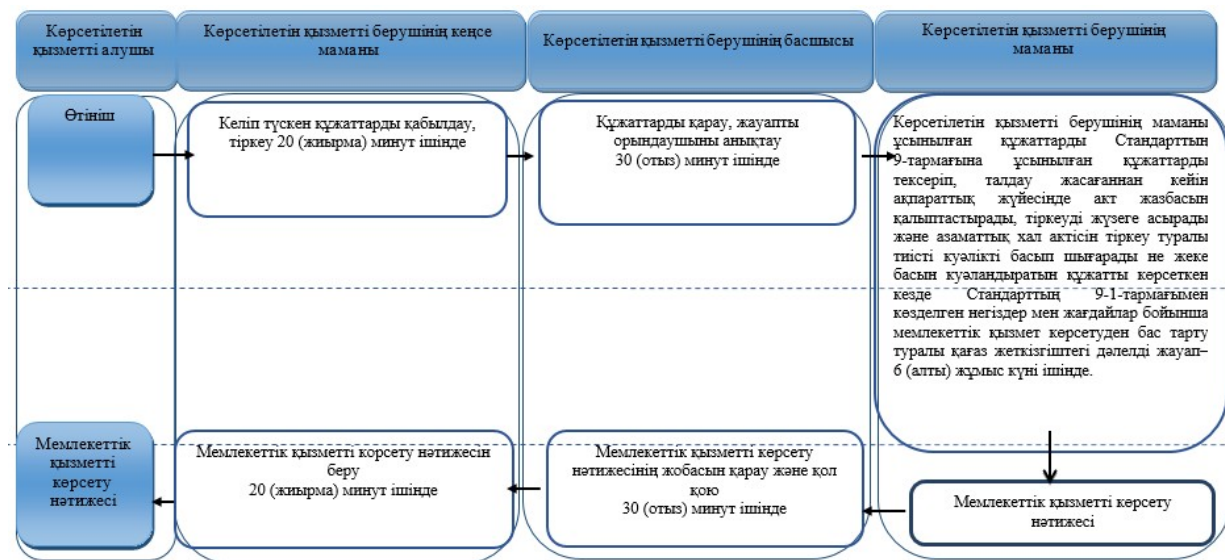 Көрсетілетін
қызметті алушы
Көрсетілетін қызметті берушінің кеңсе
маманы
Көрсетілетін қызметті берушінің басшысы
Көрсетілетін қызметті берушінің
маманы
Өтініш
Келіп түскен құжаттарды қабылдау,
тіркеу 20 (жиырма) минут ішінде
Құжаттарды қарау, жауапты
орындаушыны анықтау
30 (отыз) минут ішінде
Көрсетілетін қызметті берушінің маманы
ұсынылған құжаттарды Стандарттың
9-тармағына ұсынылған құжаттарды
тексеріп, талдау жасағаннан кейін
ақпараттық жүйесінде акт жазбасын
қалыптастырады, тіркеуді жүзеге асырады
және азаматтық хал актісін тіркеу туралы
тиісті куәлікті басып шығарады не жеке
басын куәландыратын құжатты көрсеткен
кезде Стандарттың 9-1-тармағымен
көзделген негіздер мен жағдайлар бойынша
мемлекеттік қызмет көрсетуден бас тарту
туралы қағаз жеткізгіштегі дәлелді жауап–
6 (алты) жұмыс күні ішінде.
Мемлекеттік
қызметті
көрсету
нәтижесі
Мемлекеттік қызметті корсету нәтижесін
беру
20 (жиырма) минут ішінде
Мемлекеттік қызметті көрсету
нәтижесінің жобасын қарау және қол
қою
30 (отыз) минут ішінде
Мемлекеттік қызметті көрсету
нәтижесі